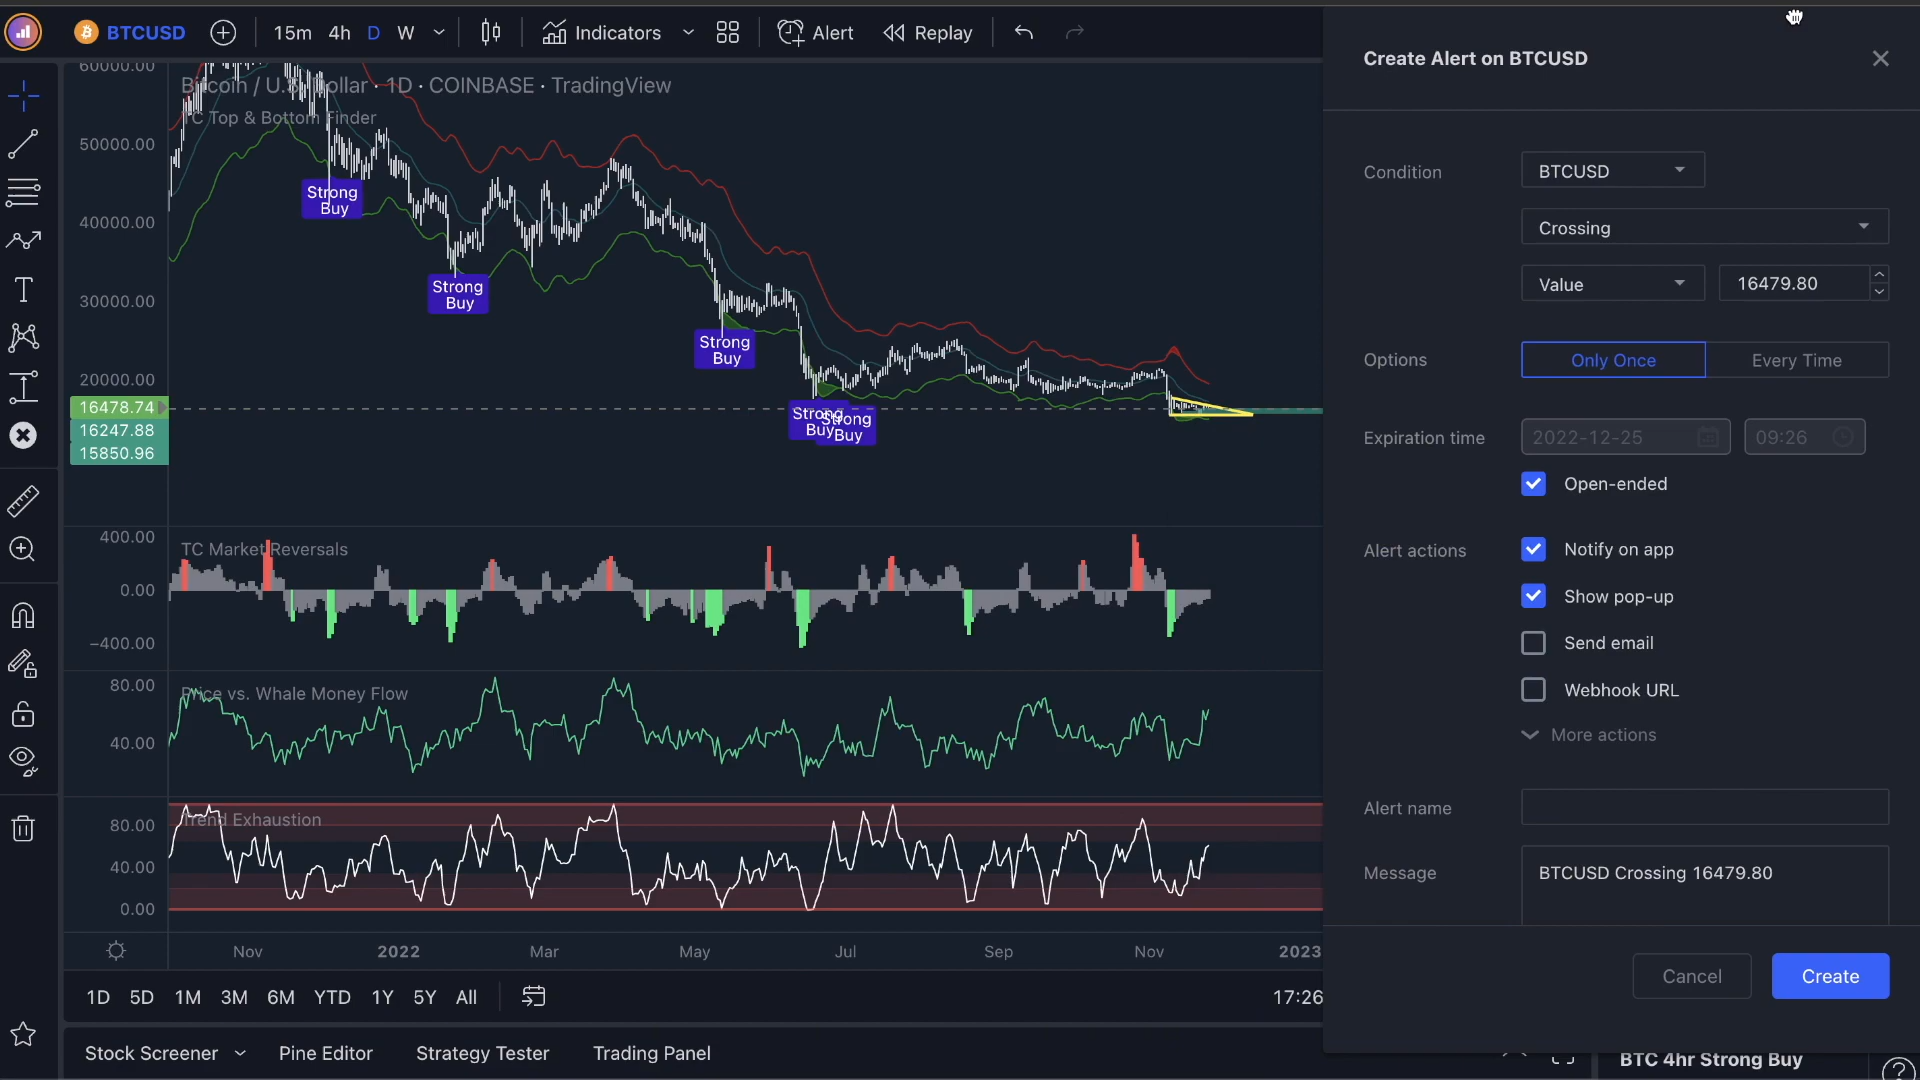 BTCUSD 15m 4h D W Indicators Alert Replay
60000.00
Bitcoin / U.S. Dollar · 1D · COINBASE · TradingView
TC Top & Bottom Finder
50000.00
40000.00
30000.00
20000.00
16478.74
16247.88
15850.96
Strong
Buy
Strong
Buy
Strong
Buy
Strong
Buy
Strong
Buy
400.00
0.00
−400.00
TC Market Reversals
80.00
40.00
Price vs. Whale Money Flow
80.00
40.00
0.00
Trend Exhaustion
Nov 2022 Mar May Jul Sep Nov 2023
1D 5D 1M 3M 6M YTD 1Y 5Y All 17:26
Stock Screener Pine Editor Strategy Tester Trading Panel
Create Alert on BTCUSD
Condition BTCUSD
Crossing
Value 16479.80
Options Only Once Every Time
Expiration time 2022-12-25 09:26
Open-ended
Alert actions Notify on app
Show pop-up
Send email
Webhook URL
More actions
Alert name
Message BTCUSD Crossing 16479.80
Cancel Create
BTC 4hr Strong Buy